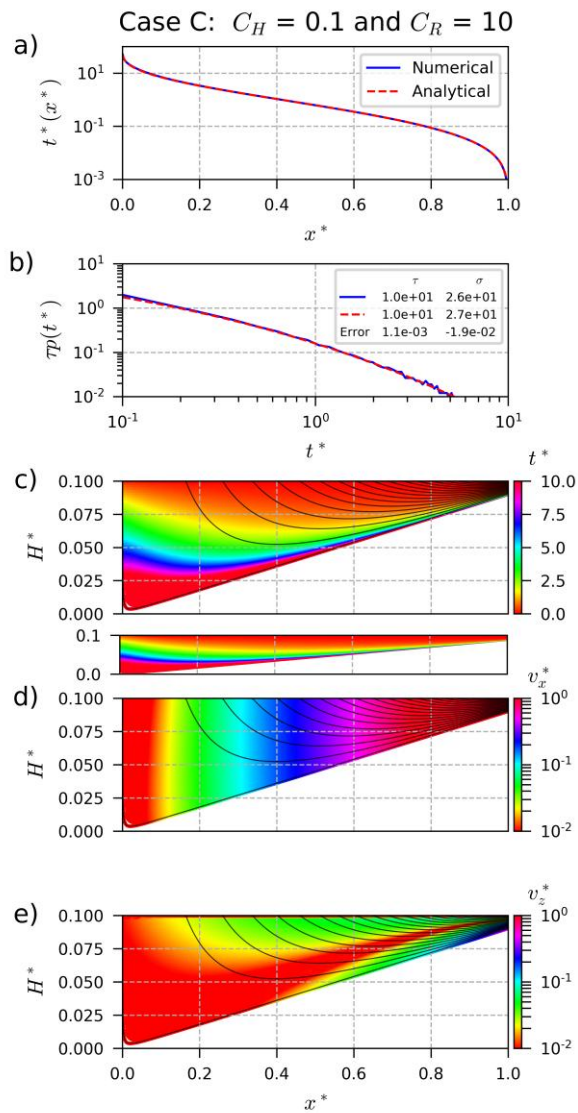 Case C: C_H = 0.1 and C_R = 10
a)
t*(x*)
10^1
10^-1
10^-3
Numerical
Analytical
0.0 0.2 0.4 0.6 0.8 1.0
x*
b)
τp(t*)
10^1
10^0
10^-1
10^-2
τ σ
1.0e+01 2.6e+01
1.0e+01 2.7e+01
Error 1.1e-03 -1.9e-02
10^-1 10^0 10^1
t*
c)
t*
H*
0.100
0.075
0.050
0.025
0.000
10.0
7.5
5.0
2.5
0.0
0.1
0.0
d)
v_x*
H*
0.100
0.075
0.050
0.025
0.000
10^0
10^-1
10^-2
e)
v_z*
H*
0.100
0.075
0.050
0.025
0.000
10^0
10^-1
10^-2
0.0 0.2 0.4 0.6 0.8 1.0
x*